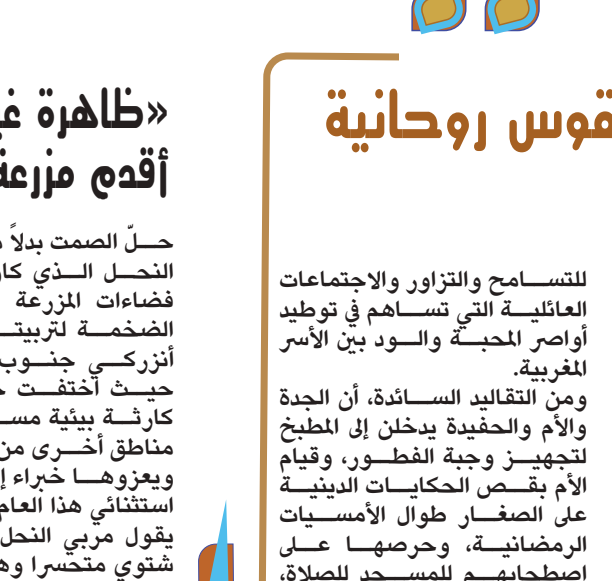 قوس روحانية
للتسامح والتزاور والاجتماعات
العائلية التي تساهم في توطيد
أواصر المحبة والود بين الأسر
المغربية.
ومن التقاليد السائدة، أن الجدة
والأم والحفيدة يدخلن إلى المطبخ
لتجهيز وجبة الفطور، وقيام
الأم بقص الحكايات الدينية
على الصغار طوال الأمسيات
الرمضانية، وحرصها على
اصطحابهم للمسجد للصلاة،
«ظاهرة
أقدم مزرعة
حلّ الصمت بدلاً
النحل الذي
فضاءات المزرعة
الضخمة
أنزركي جنوب
حيث اختفت
كارثة بيئية
مناطق أخرى من
ويعزوها خبراء
استثنائي هذا العام
يقول مربي النحل
شتوي متحسرا